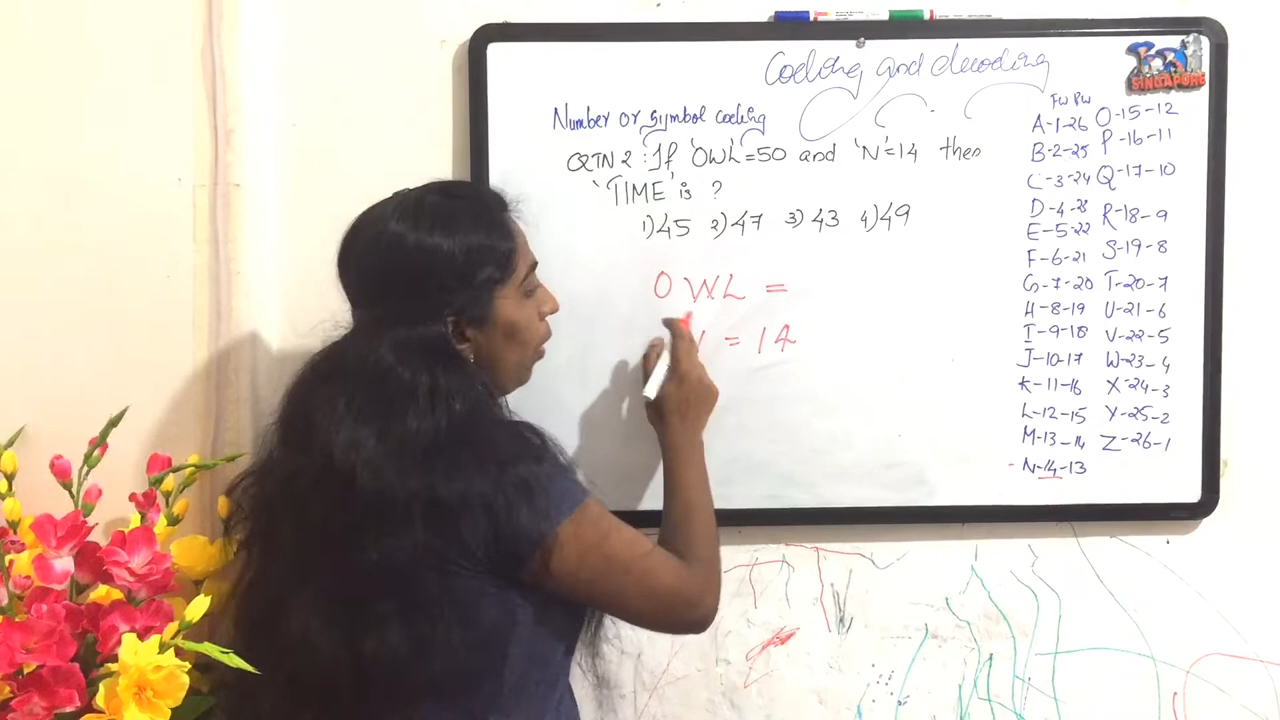 Coding and decoding
SINGAPORE
Number or symbol coding
QTN 2 : If 'OWL'=50 and 'N'=14 then
'TIME' is ?
1)45 2)47 3)43 4)49
OWL =
= 14
FW BW
A-1-26
B-2-25
C-3-24
D-4-23
E-5-22
F-6-21
G-7-20
H-8-19
I-9-18
J-10-17
K-11-16
L-12-15
M-13-14
N-14-13
O-15-12
P-16-11
Q-17-10
R-18-9
S-19-8
T-20-7
U-21-6
V-22-5
W-23-4
X-24-3
Y-25-2
Z-26-1